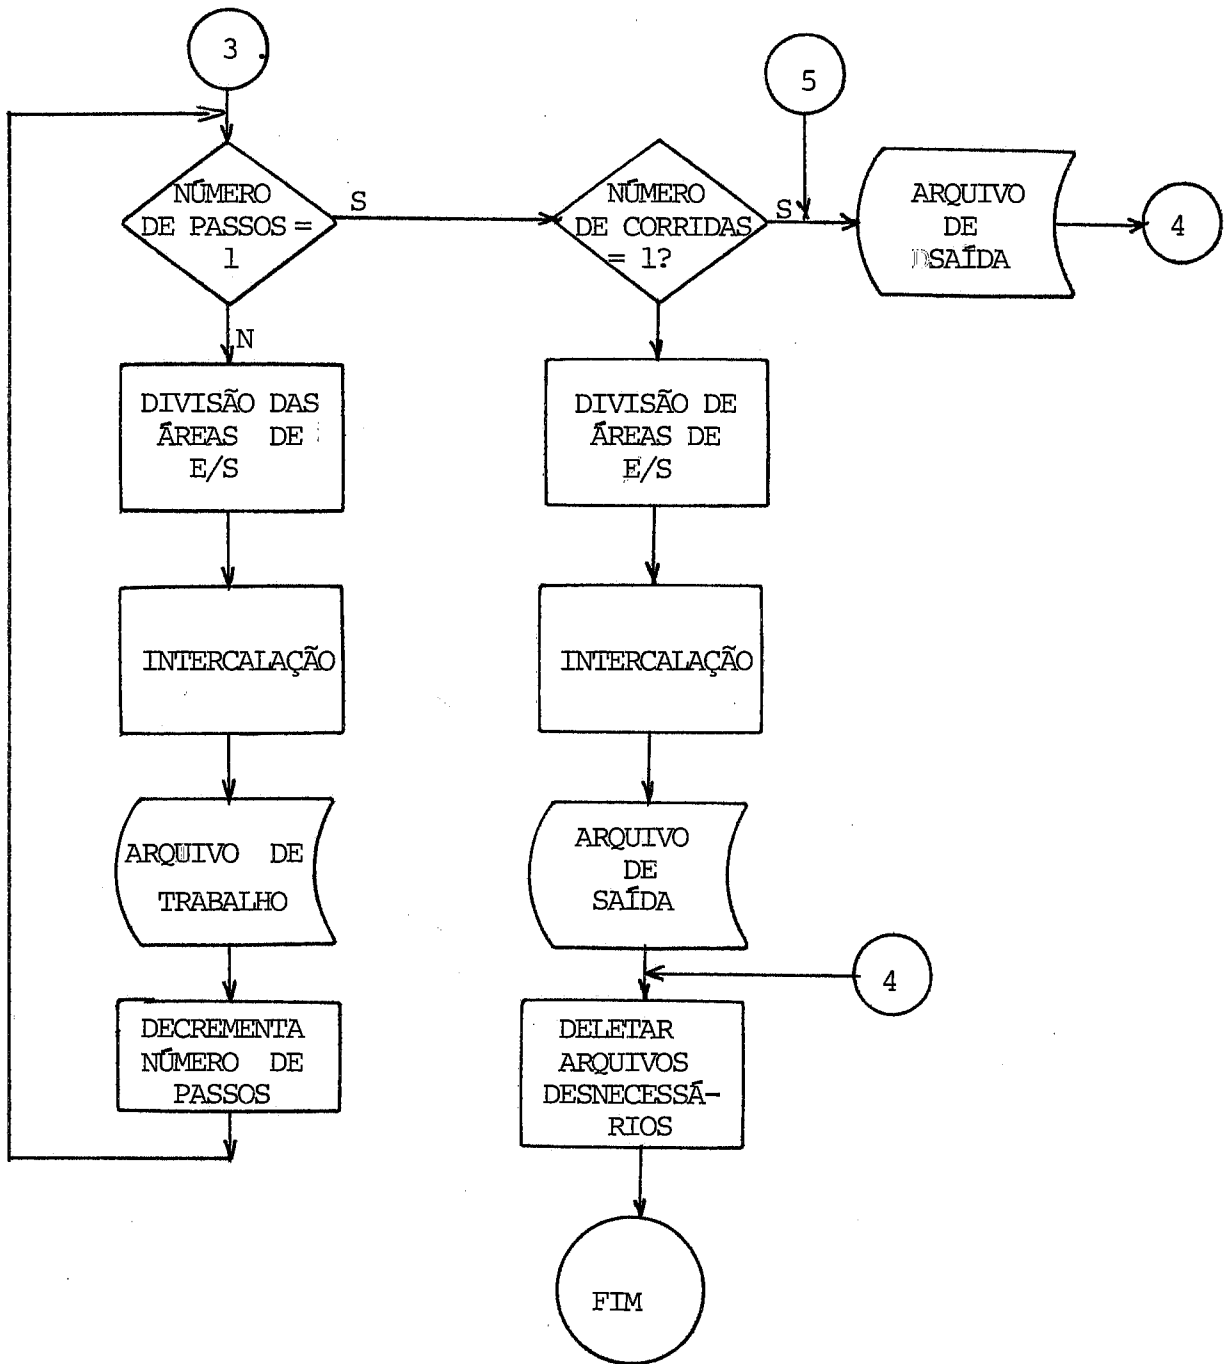 3
5
NÚMERO
DE PASSOS =
1
S
NÚMERO
DE CORRIDAS
= 1?
S
ARQUIVO
DE
SAÍDA
4
N
DIVISÃO DAS
ÁREAS DE
E/S
DIVISÃO DE
ÁREAS DE
E/S
INTERCALAÇÃO
INTERCALAÇÃO
ARQUIVO DE
TRABALHO
ARQUIVO
DE
SAÍDA
4
DECREMENTA
NÚMERO DE
PASSOS
DELETAR
ARQUIVOS
DESNECESSÁ-
RIOS
FIM